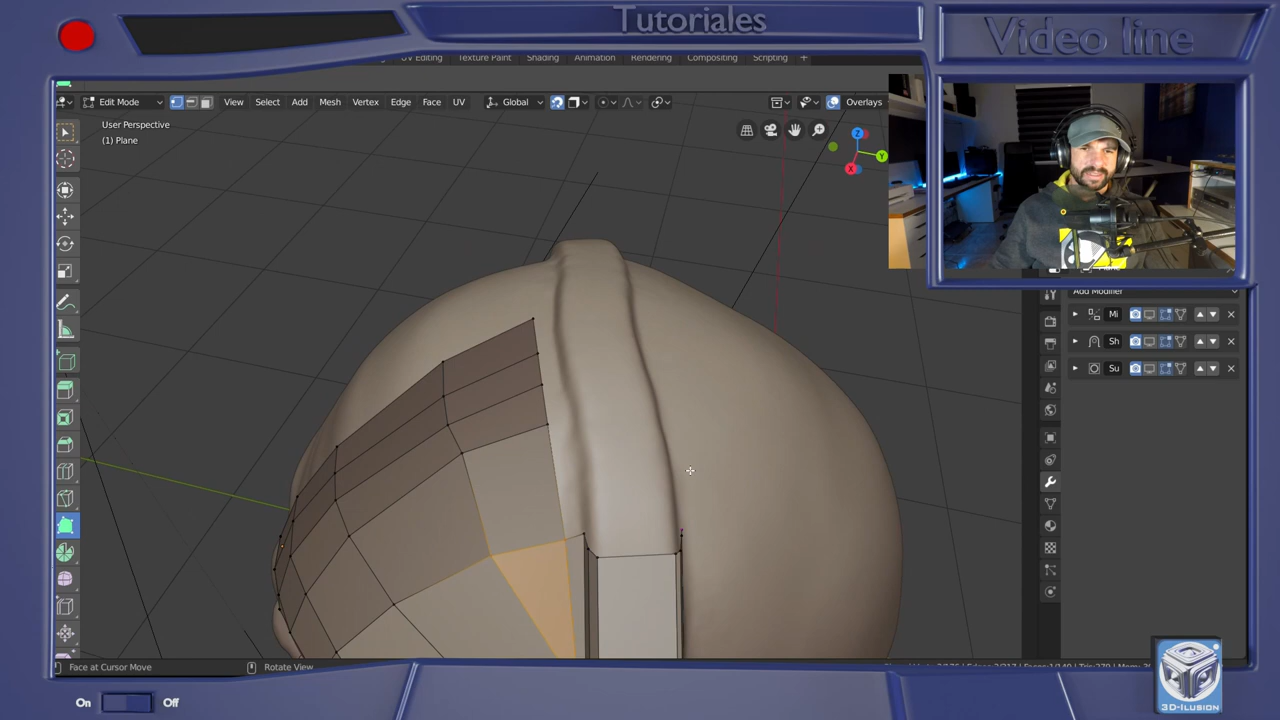 Tutoriales
Video line
UV Editing Texture Paint Shading Animation Rendering Compositing Scripting +
Edit Mode View Select Add Mesh Vertex Edge Face UV Global Overlays
User Perspective
(1) Plane
Z
Y
X
Add Modifier
Mi
Sh
Su
Face at Cursor Move Rotate View
On Off
3D-ILUSION